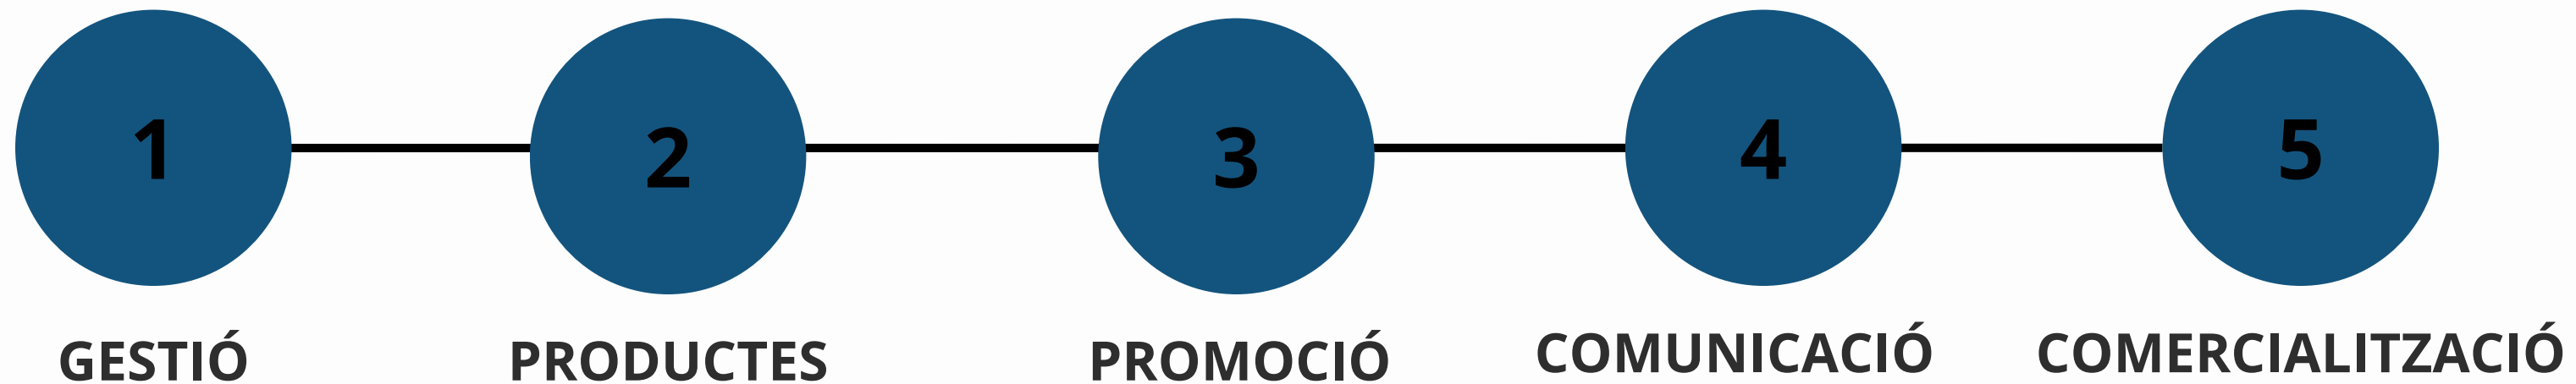 1 2 3 4 5
GESTIÓ PRODUCTES PROMOCIÓ COMUNICACIÓ COMERCIALITZACIÓ